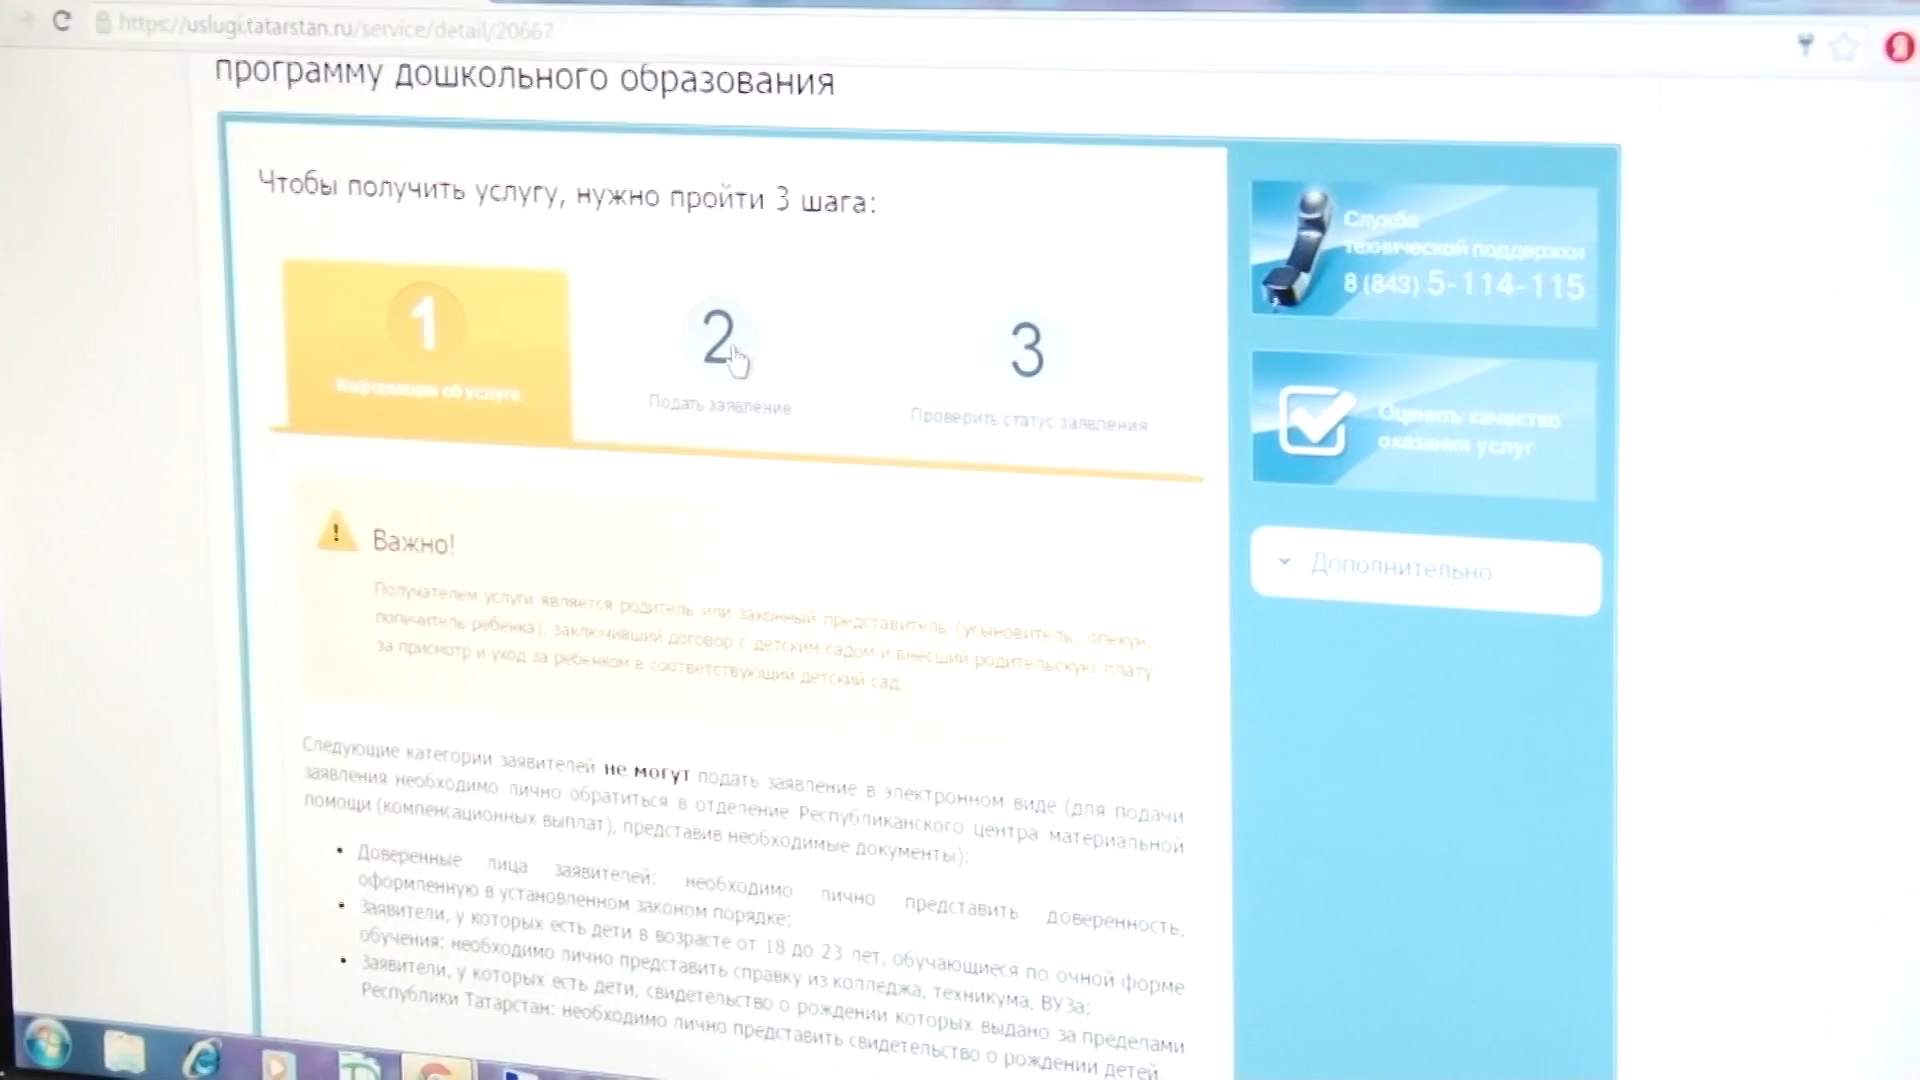 https://uslugi.tatarstan.ru/service/detail/20667
программу дошкольного образования
Чтобы получить услугу, нужно пройти 3 шага:
1
Информация об услуге
2
Подать заявление
3
Проверить статус заявления
Важно!
Получателем услуги является родитель или законный представитель (усыновитель, опекун,
попечитель ребенка), заключивший договор с детским садом и внесший родительскую плату
за присмотр и уход за ребенком в соответствующий детский сад.
Следующие категории заявителей не могут подать заявление в электронном виде (для подачи
заявления необходимо лично обратиться в отделение Республиканского центра материальной
помощи (компенсационных выплат), представив необходимые документы):
• Доверенные лица заявителей: необходимо лично представить доверенность,
оформленную в установленном законом порядке;
• Заявители, у которых есть дети в возрасте от 18 до 23 лет, обучающиеся по очной форме
обучения: необходимо лично представить справку из колледжа, техникума, ВУЗа;
• Заявители, у которых есть дети, свидетельство о рождении которых выдано за пределами
Республики Татарстан: необходимо лично представить свидетельство о рождении детей.
Служба
технической поддержки
8 (843) 5-114-115
Оценить качество
оказания услуг
Дополнительно